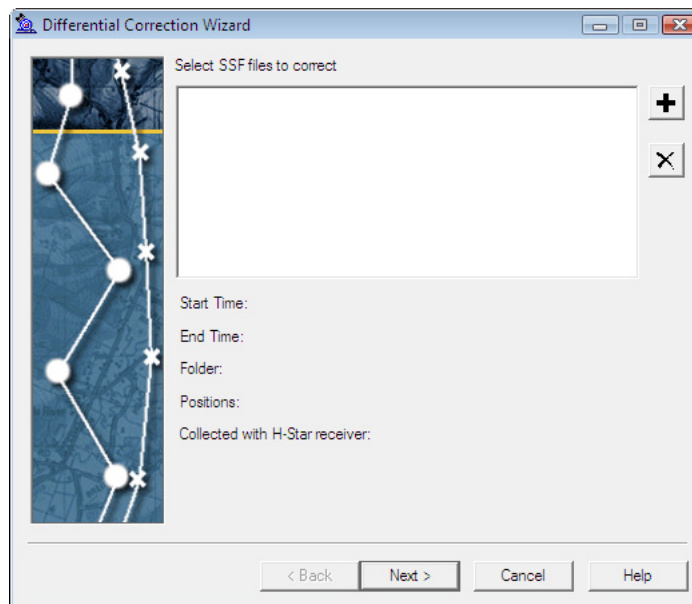 Differential Correction Wizard
Select SSF files to correct
Start Time:
End Time:
Folder:
Positions:
Collected with H-Star receiver:
< Back
Next >
Cancel
Help